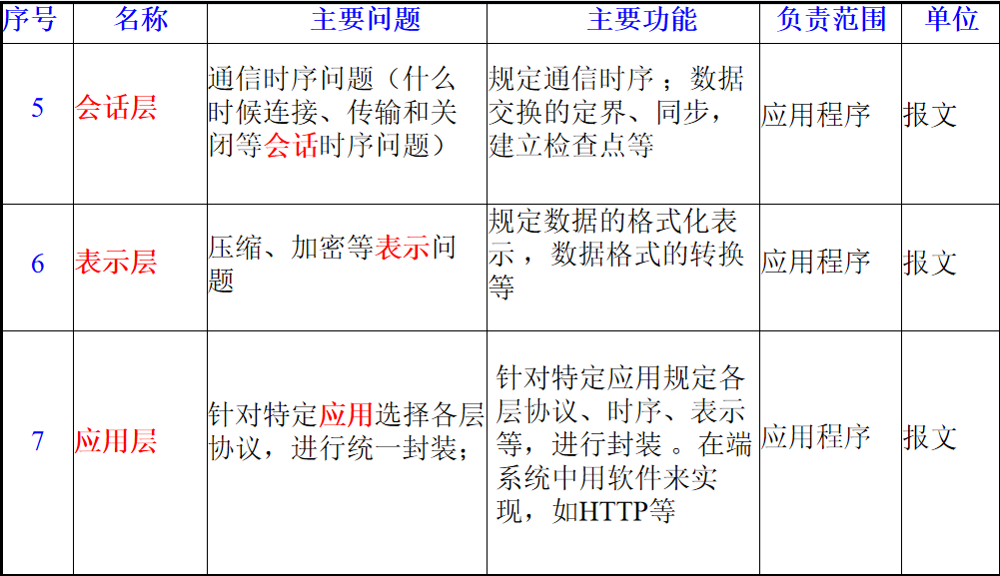 序号 名称 主要问题 主要功能 负责范围 单位
5
会话层
通信时序问题（什么
时候连接、传输和关
闭等会话时序问题）
规定通信时序；数据
交换的定界、同步，
建立检查点等
应用程序
报文
6
表示层
压缩、加密等表示问
题
规定数据的格式化表
示，数据格式的转换
等
应用程序
报文
7
应用层
针对特定应用选择各层
协议，进行统一封装；
针对特定应用规定各
层协议、时序、表示
等，进行封装 。在端
系统中用软件来实
现，如HTTP等
应用程序
报文